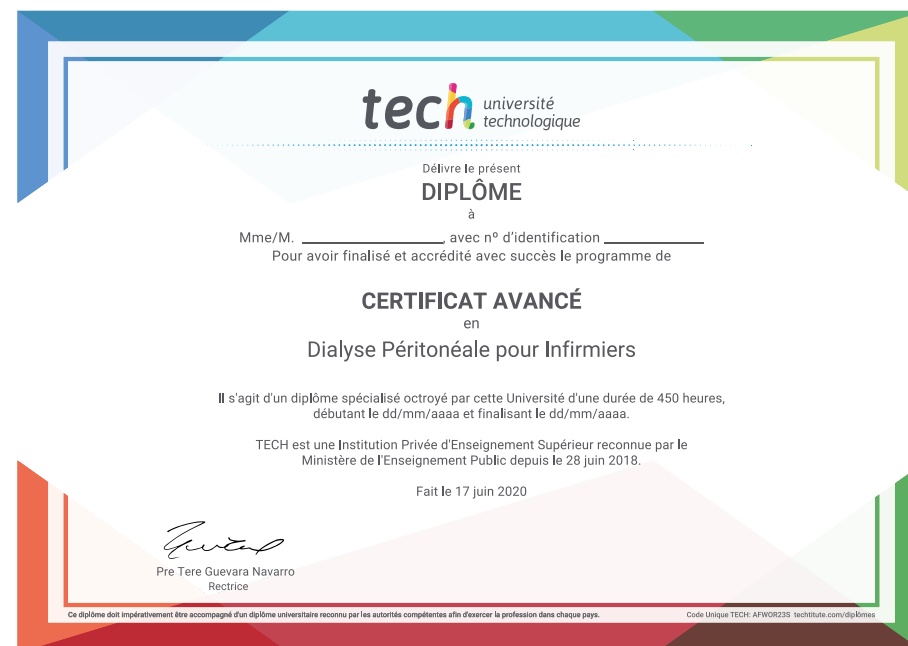 tech université
technologique
Délivre le présent
DIPLÔME
à
Mme/M. ____________________, avec nº d'identification ______________
Pour avoir finalisé et accrédité avec succès le programme de
CERTIFICAT AVANCÉ
en
Dialyse Péritonéale pour Infirmiers
Il s'agit d'un diplôme spécialisé octroyé par cette Université d'une durée de 450 heures,
débutant le dd/mm/aaaa et finalisant le dd/mm/aaaa.
TECH est une Institution Privée d'Enseignement Supérieur reconnue par le
Ministère de l'Enseignement Public depuis le 28 juin 2018.
Fait le 17 juin 2020
Pre Tere Guevara Navarro
Rectrice
Ce diplôme doit impérativement être accompagné d'un diplôme universitaire reconnu par les autorités compétentes afin d'exercer la profession dans chaque pays. Code Unique TECH: AFWOR23S techtitute.com/diplômes